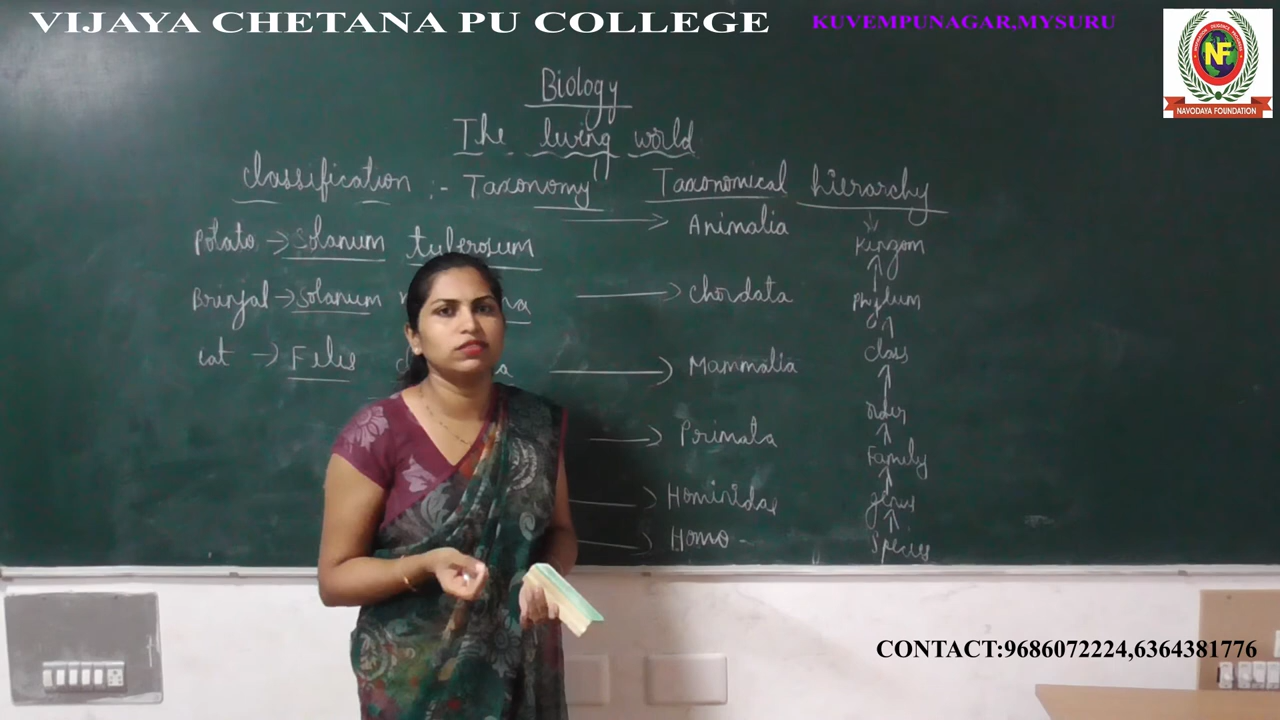 VIJAYA CHETANA PU COLLEGE
KUVEMPUNAGAR,MYSURU
NF
NAVODAYA FOUNDATION
Biology
The living world
classification :- Taxonomy
Taxonomical hierarchy
Potato → Solanum tuberosum
Brinjal → Solanum
cat → Felis
→ Animalia
→ Chordata
→ Mammalia
→ Primata
→ Hominidae
→ Homo -
Kingom
Phylum
class
order
Family
genus
Species
CONTACT:9686072224,6364381776